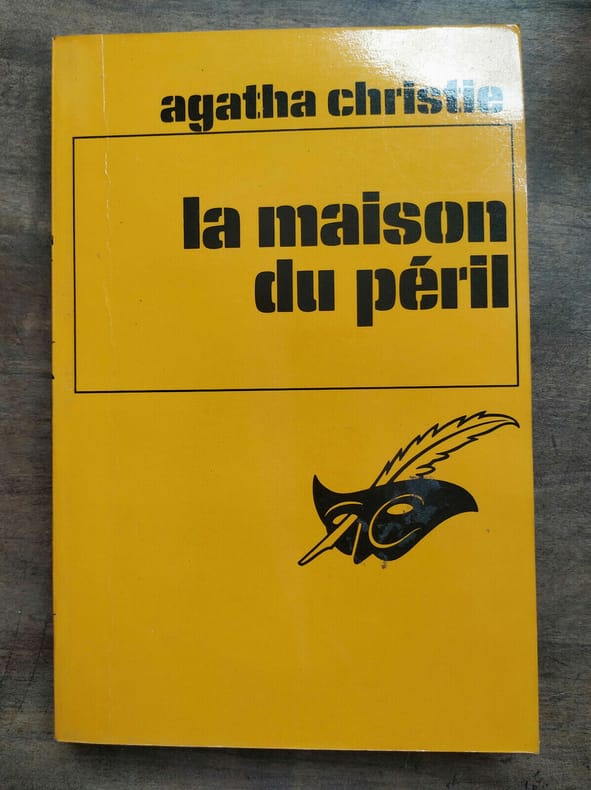 agatha christie
la maison
du péril